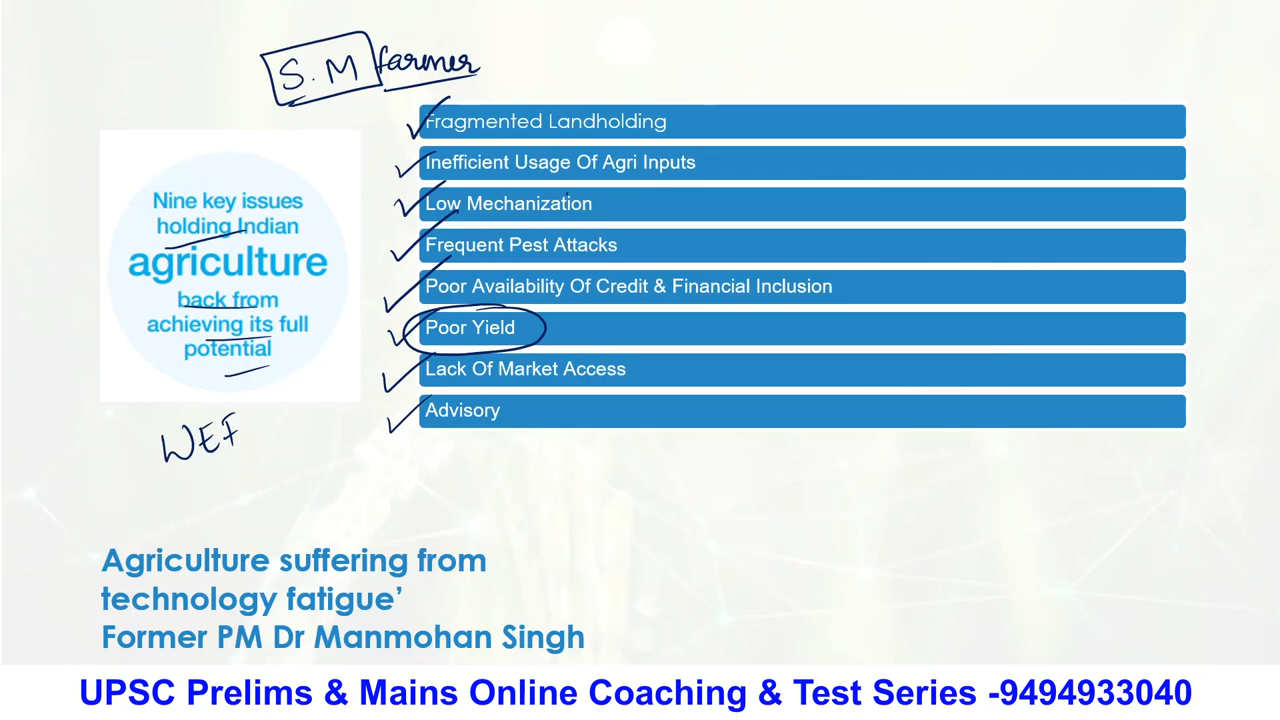 S.M farmer
Nine key issues
holding Indian
agriculture
back from
achieving its full
potential
WEF
Fragmented Landholding
Inefficient Usage Of Agri Inputs
Low Mechanization
Frequent Pest Attacks
Poor Availability Of Credit & Financial Inclusion
Poor Yield
Lack Of Market Access
Advisory
Agriculture suffering from
technology fatigue’
Former PM Dr Manmohan Singh
UPSC Prelims & Mains Online Coaching & Test Series -9494933040